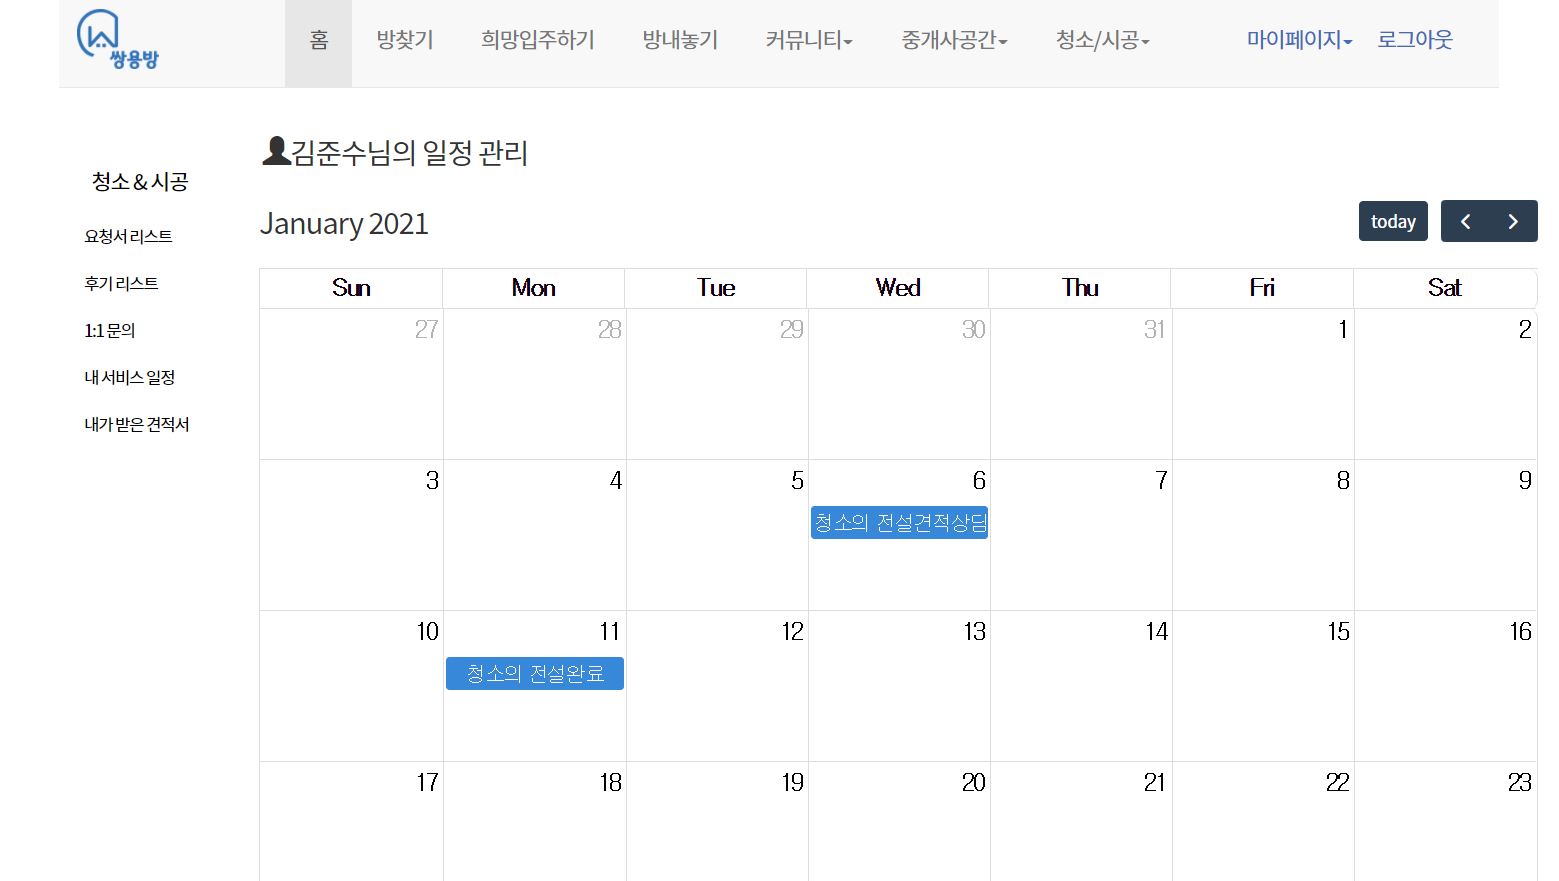 쌍용방
홈 방찾기 희망입주하기 방내놓기 커뮤니티 중개사공간 청소/시공 마이페이지 로그아웃
김준수님의 일정 관리
청소 & 시공
요청서 리스트
후기 리스트
1:1 문의
내 서비스 일정
내가 받은 견적서
January 2021
today
Sun Mon Tue Wed Thu Fri Sat
27 28 29 30 31 1 2
3 4 5 6 7 8 9
청소의 전설견적상담
10 11 12 13 14 15 16
청소의 전설완료
17 18 19 20 21 22 23